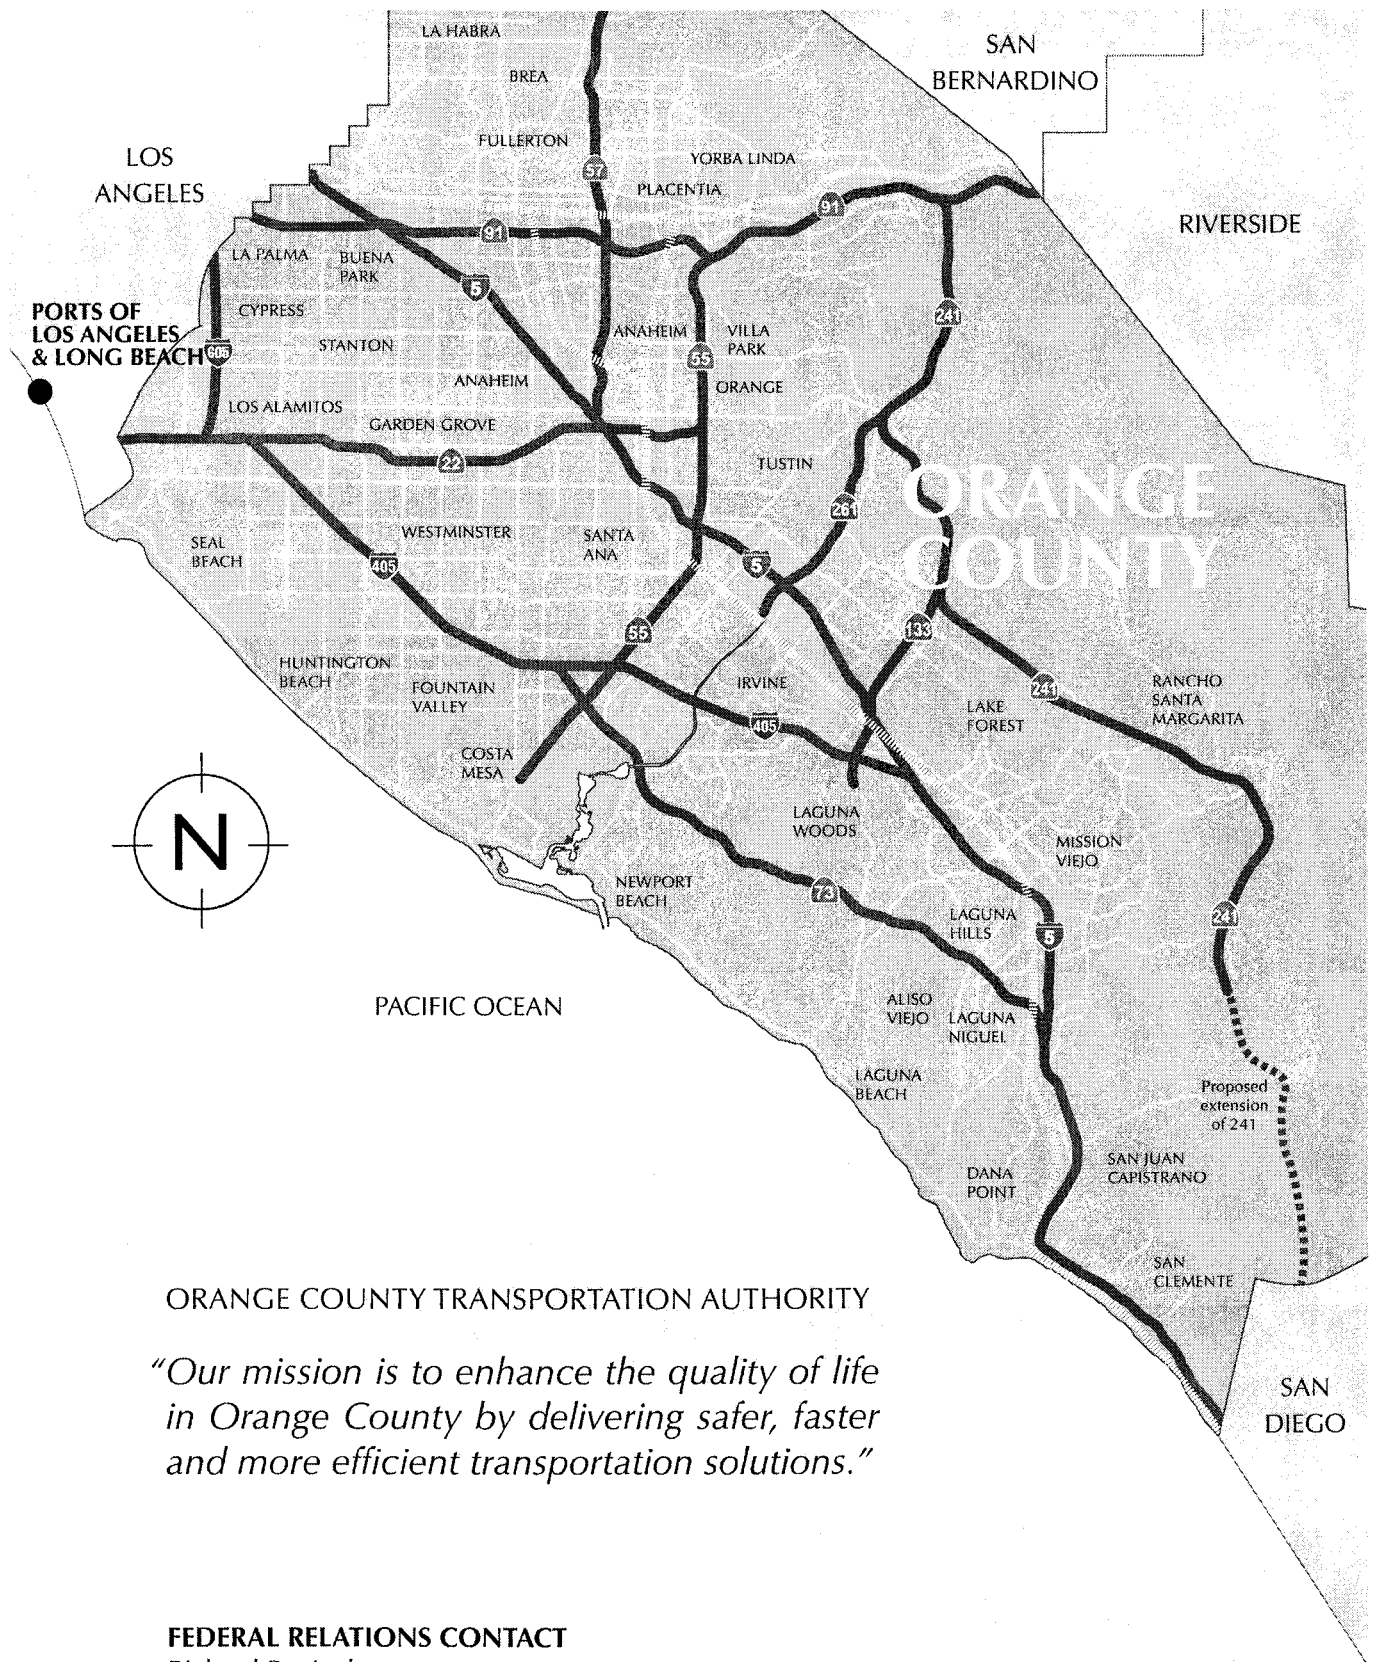 LA HABRA
SAN
BERNARDINO
BREA
FULLERTON
LOS
ANGELES
YORBA LINDA
57
PLACENTIA
91
91
RIVERSIDE
LA PALMA
BUENA
PARK
5
PORTS OF
LOS ANGELES
& LONG BEACH
CYPRESS
241
605
STANTON
ANAHEIM
VILLA
PARK
55
ANAHEIM
ORANGE
LOS ALAMITOS
GARDEN GROVE
22
TUSTIN
ORANGE
COUNTY
261
SEAL
BEACH
WESTMINSTER
SANTA
ANA
405
5
55
133
HUNTINGTON
BEACH
FOUNTAIN
VALLEY
IRVINE
241
RANCHO
SANTA
MARGARITA
LAKE
FOREST
405
COSTA
MESA
N
LAGUNA
WOODS
MISSION
VIEJO
NEWPORT
BEACH
73
LAGUNA
HILLS
241
5
PACIFIC OCEAN
ALISO
VIEJO
LAGUNA
NIGUEL
LAGUNA
BEACH
Proposed
extension
of 241
DANA
POINT
SAN JUAN
CAPISTRANO
SAN
CLEMENTE
ORANGE COUNTY TRANSPORTATION AUTHORITY
"Our mission is to enhance the quality of life
in Orange County by delivering safer, faster
and more efficient transportation solutions."
SAN
DIEGO
FEDERAL RELATIONS CONTACT